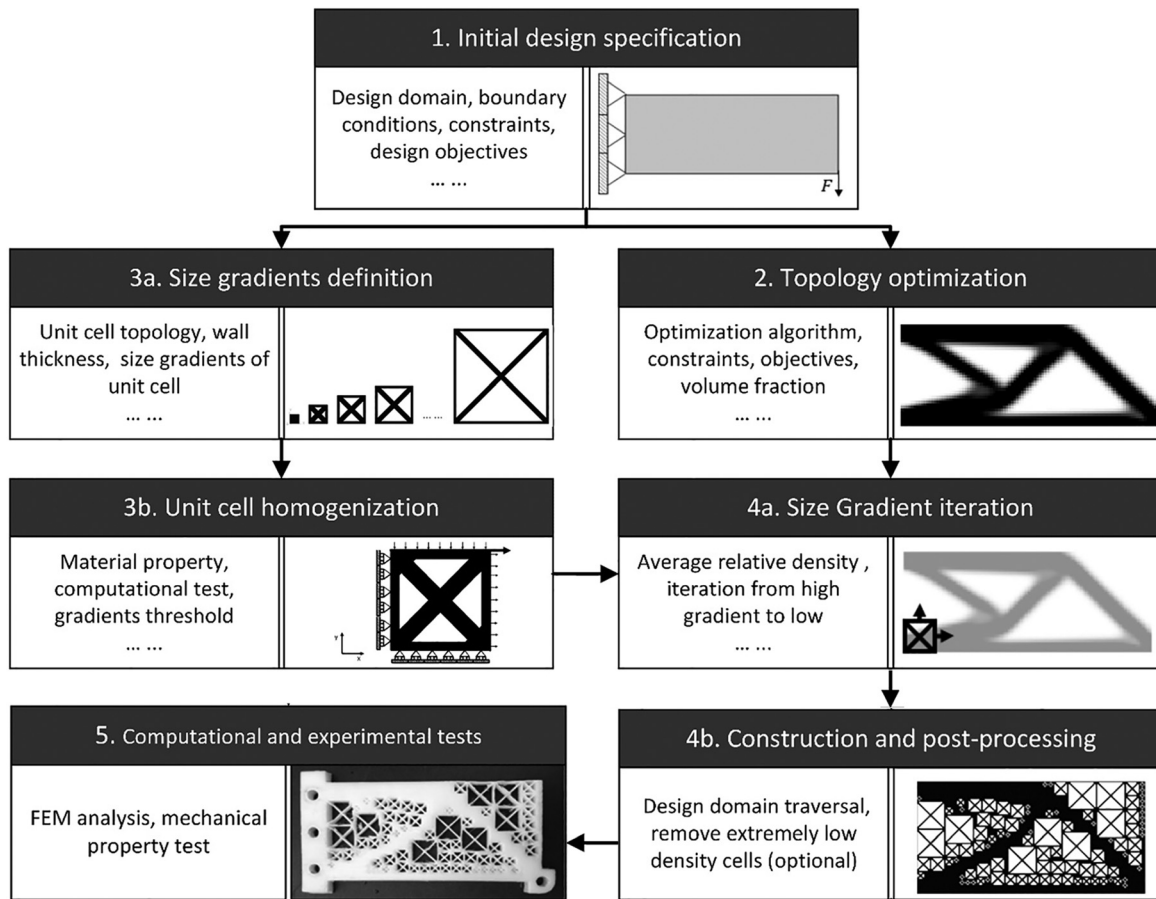 1. Initial design specification
Design domain, boundary
conditions, constraints,
design objectives
... ...
F
3a. Size gradients definition
Unit cell topology, wall
thickness, size gradients of
unit cell
... ...
... ...
2. Topology optimization
Optimization algorithm,
constraints, objectives,
volume fraction
... ...
3b. Unit cell homogenization
Material property,
computational test,
gradients threshold
... ...
Y
X
4a. Size Gradient iteration
Average relative density ,
iteration from high
gradient to low
... ...
5. Computational and experimental tests
FEM analysis, mechanical
property test
4b. Construction and post-processing
Design domain traversal,
remove extremely low
density cells (optional)